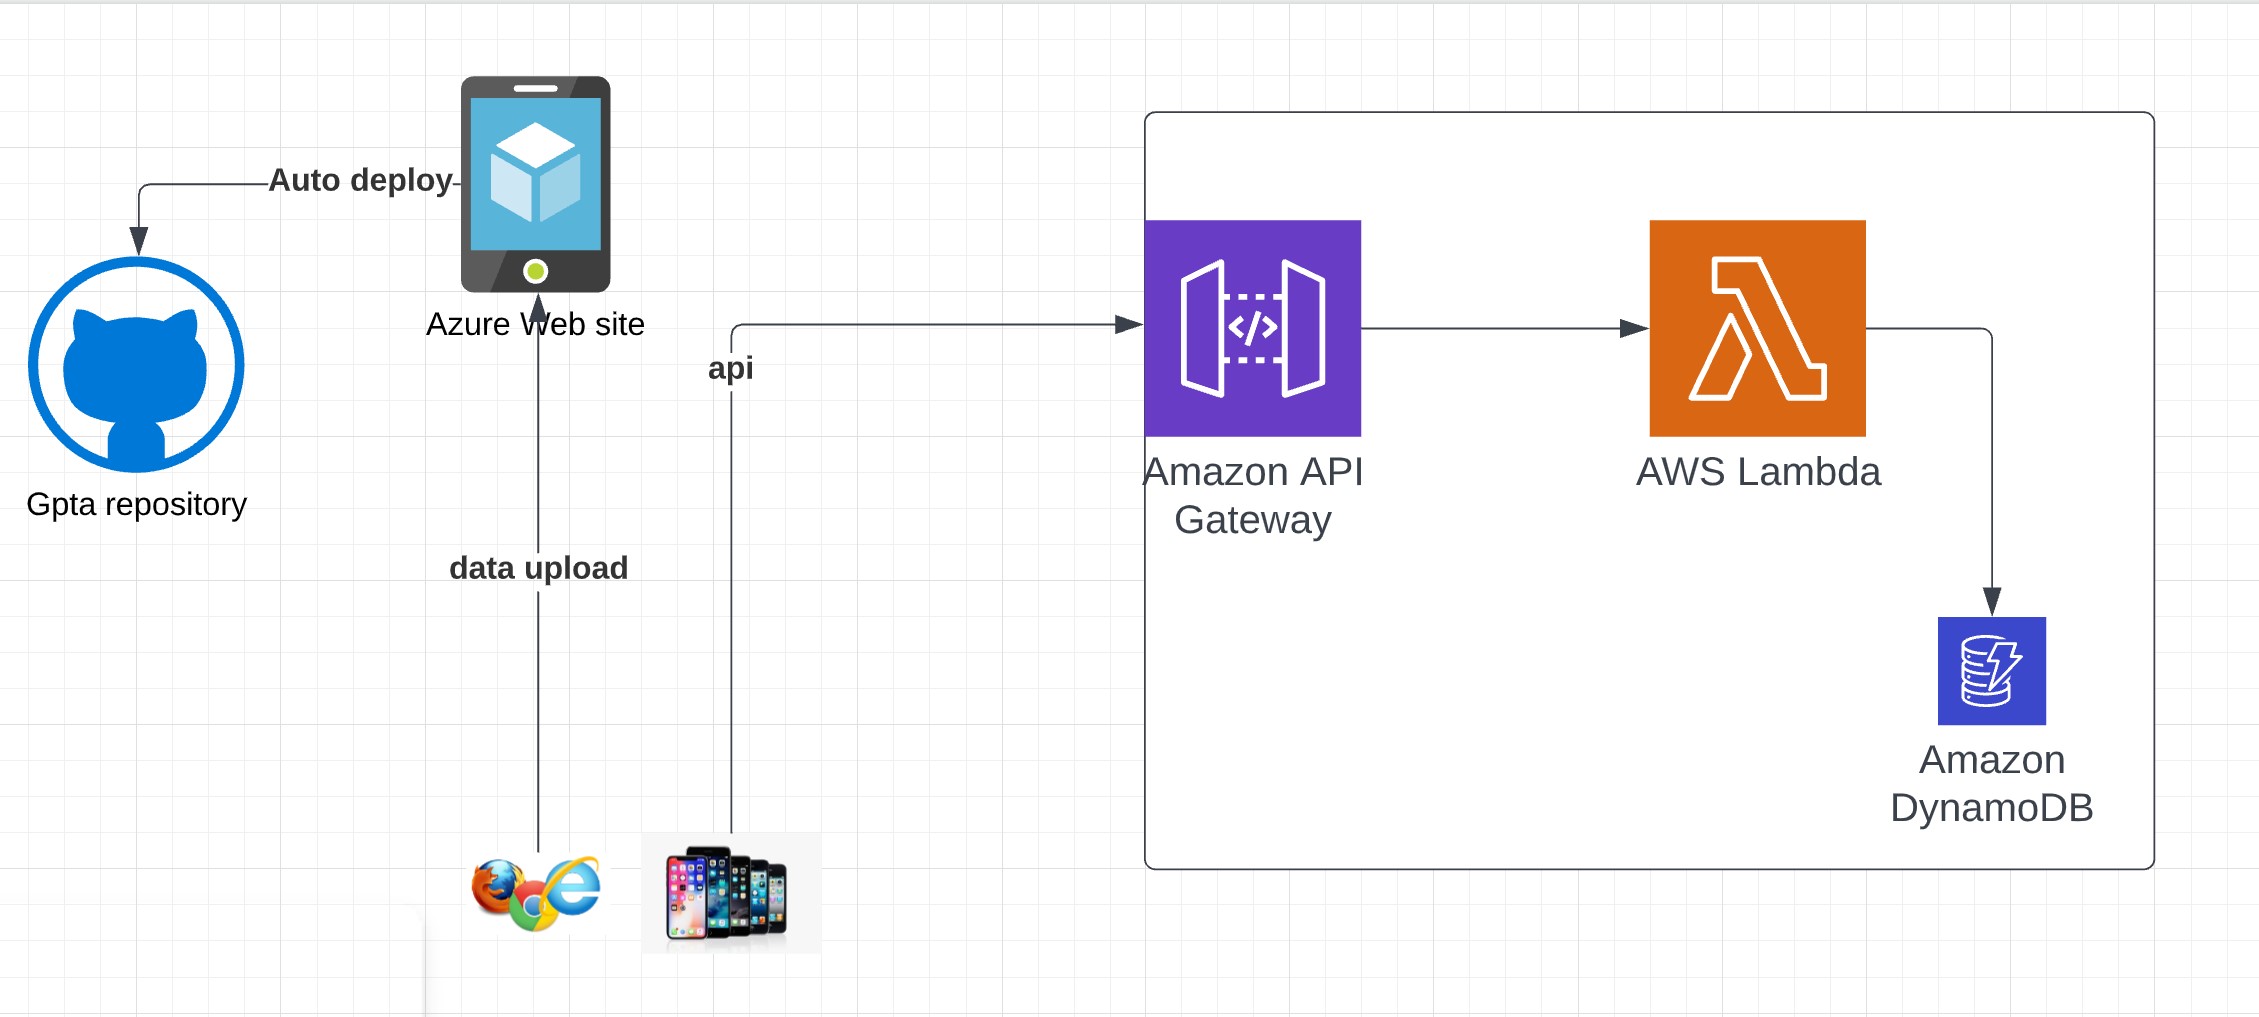 Auto deploy
Azure Web site
api
Gpta repository
data upload
Amazon API
Gateway
AWS Lambda
Amazon
DynamoDB